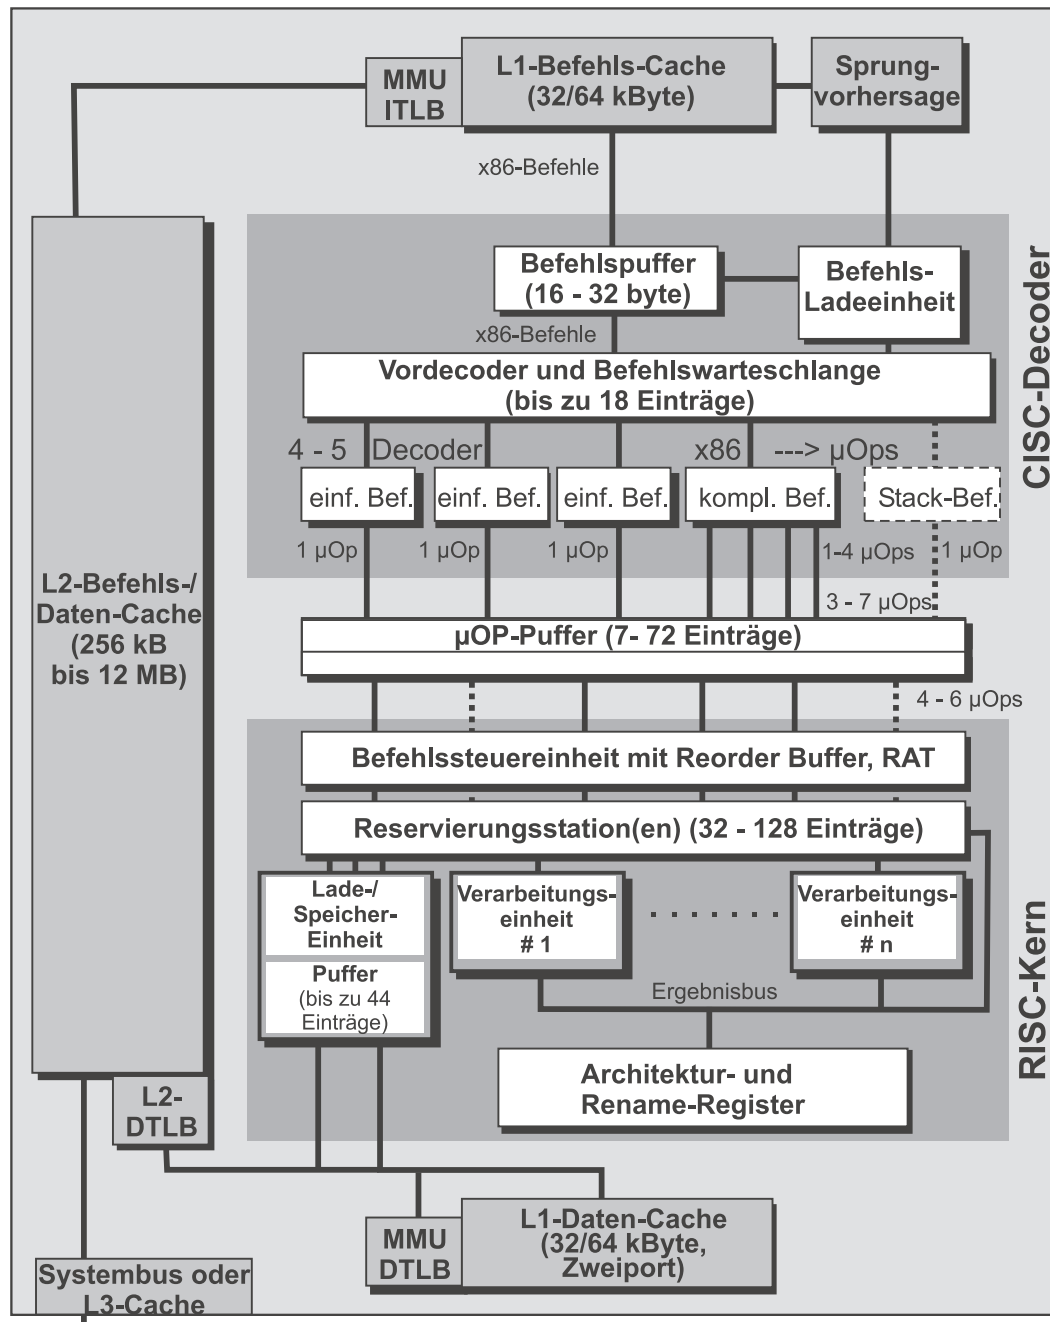 L1-Befehls-Cache
(32/64 kByte)
MMU
ITLB
Sprung-
vorhersage
x86-Befehle
Befehlspuffer
(16 - 32 byte)
Befehls-
Ladeeinheit
x86-Befehle
Vordecoder und Befehlswarteschlange
(bis zu 18 Einträge)
4 - 5 Decoder x86 ---> µOps
einf. Bef. einf. Bef. einf. Bef. kompl. Bef. Stack-Bef.
1 µOp 1 µOp 1 µOp 1-4 µOps 1 µOp
CISC-Decoder
3 - 7 µOps
µOP-Puffer (7- 72 Einträge)
4 - 6 µOps
L2-Befehls-/
Daten-Cache
(256 kB
bis 12 MB)
Befehlssteuereinheit mit Reorder Buffer, RAT
Reservierungsstation(en) (32 - 128 Einträge)
Lade-/
Speicher-
Einheit
Puffer
(bis zu 44
Einträge)
Verarbeitungs-
einheit
# 1
. . . . . . . . . .
Verarbeitungs-
einheit
# n
Ergebnisbus
Architektur- und
Rename-Register
RISC-Kern
L2-
DTLB
MMU
DTLB
L1-Daten-Cache
(32/64 kByte,
Zweiport)
Systembus oder
L3-Cache